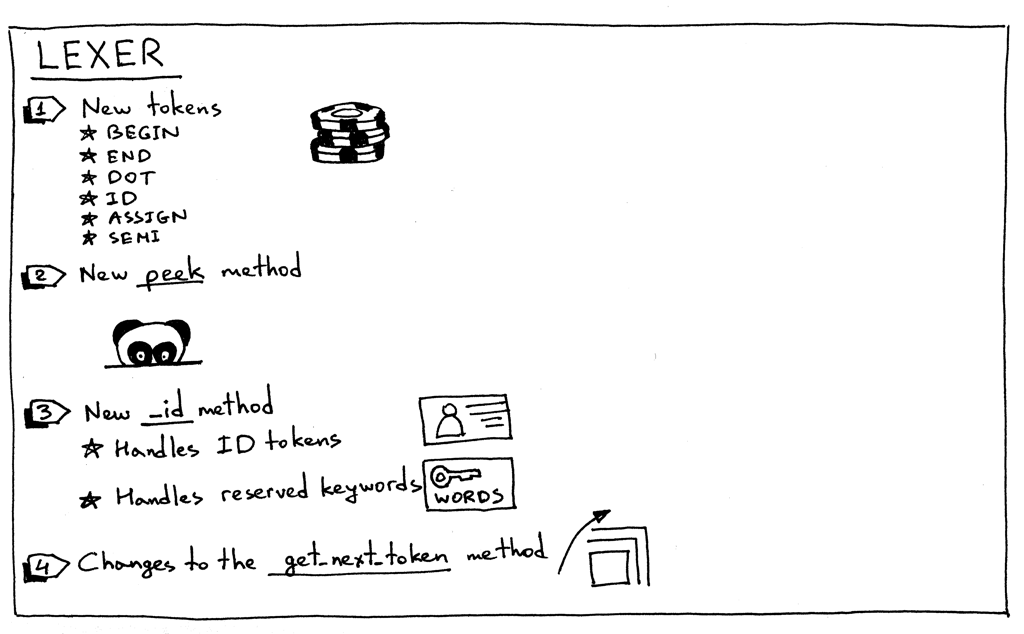 LEXER
1 New tokens
☆ BEGIN
☆ END
☆ DOT
☆ ID
☆ ASSIGN
☆ SEMI
2 New peek method
3 New _id method
☆ Handles ID tokens
☆ Handles reserved keywords
WORDS
4 Changes to the get_next_token method